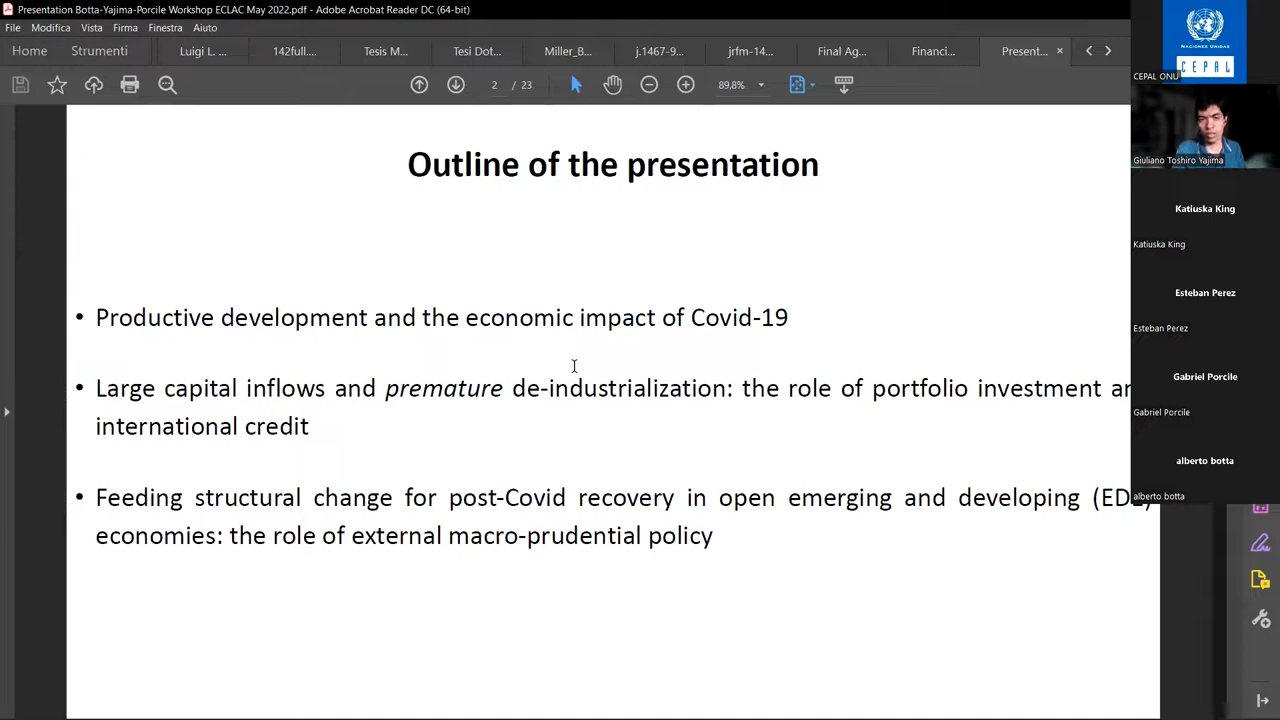 Presentation Botta-Yajima-Porcile Workshop ECLAC May 2022.pdf - Adobe Acrobat Reader DC (64-bit)
File Modifica Vista Firma Finestra Aiuto
Home Strumenti Luigi L. ... 142full.... Tesis M... Tesi Dot... Miller_B... j.1467-9... jrfm-14... Final Ag... Financi... Present... ×
2 / 23 89,8%
Outline of the presentation
• Productive development and the economic impact of Covid-19
• Large capital inflows and premature de-industrialization: the role of portfolio investment
international credit
• Feeding structural change for post-Covid recovery in open emerging and developing
economies: the role of external macro-prudential policy
NACIONES UNIDAS
CEPAL
CEPAL ONU
Giuliano Toshiro Yajima
Katiuska King
Katiuska King
Esteban Perez
Esteban Perez
Gabriel Porcile
Gabriel Porcile
alberto botta
alberto botta